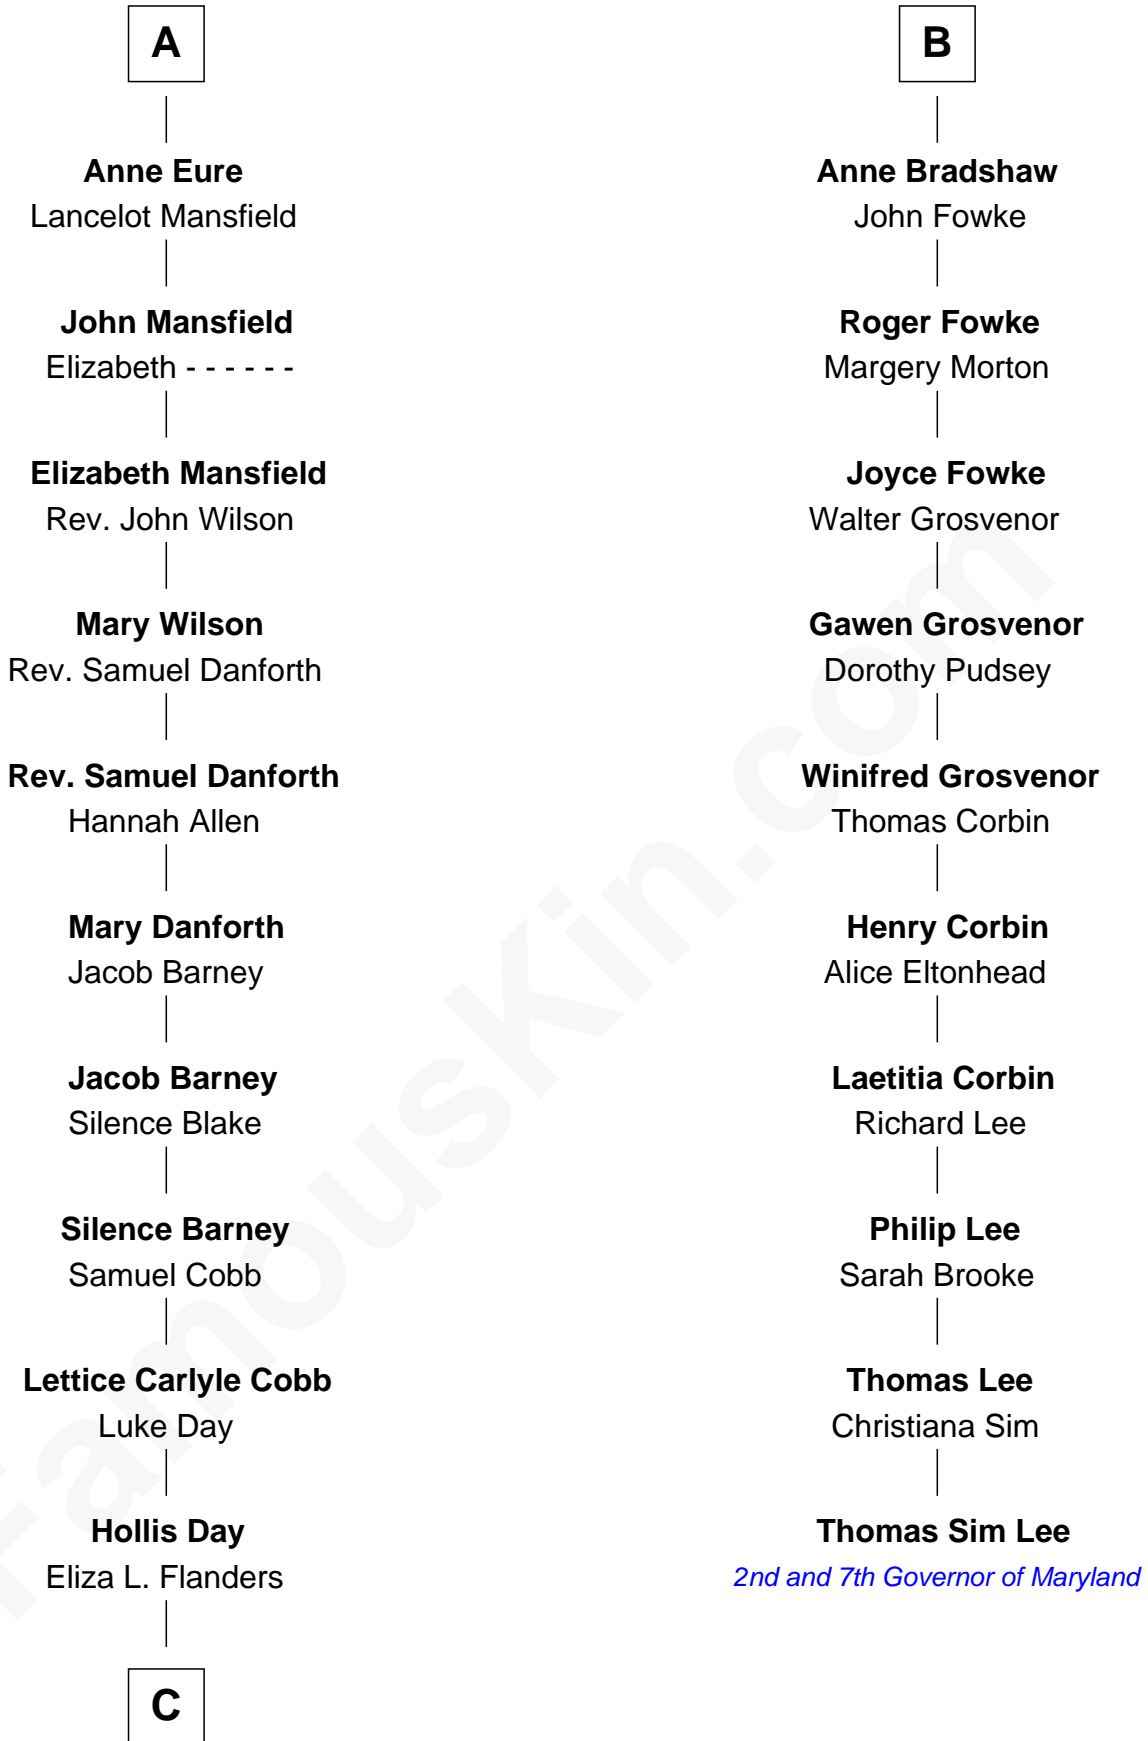 A
Anne Eure
Lancelot Mansfield
John Mansfield
Elizabeth - - - - - -
Elizabeth Mansfield
Rev. John Wilson
Mary Wilson
Rev. Samuel Danforth
Rev. Samuel Danforth
Hannah Allen
Mary Danforth
Jacob Barney
Jacob Barney
Silence Blake
Silence Barney
Samuel Cobb
Lettice Carlyle Cobb
Luke Day
Hollis Day
Eliza L. Flanders
C
B
Anne Bradshaw
John Fowke
Roger Fowke
Margery Morton
Joyce Fowke
Walter Grosvenor
Gawen Grosvenor
Dorothy Pudsey
Winifred Grosvenor
Thomas Corbin
Henry Corbin
Alice Eltonhead
Laetitia Corbin
Richard Lee
Philip Lee
Sarah Brooke
Thomas Lee
Christiana Sim
Thomas Sim Lee
2nd and 7th Governor of Maryland
FamousKin.com